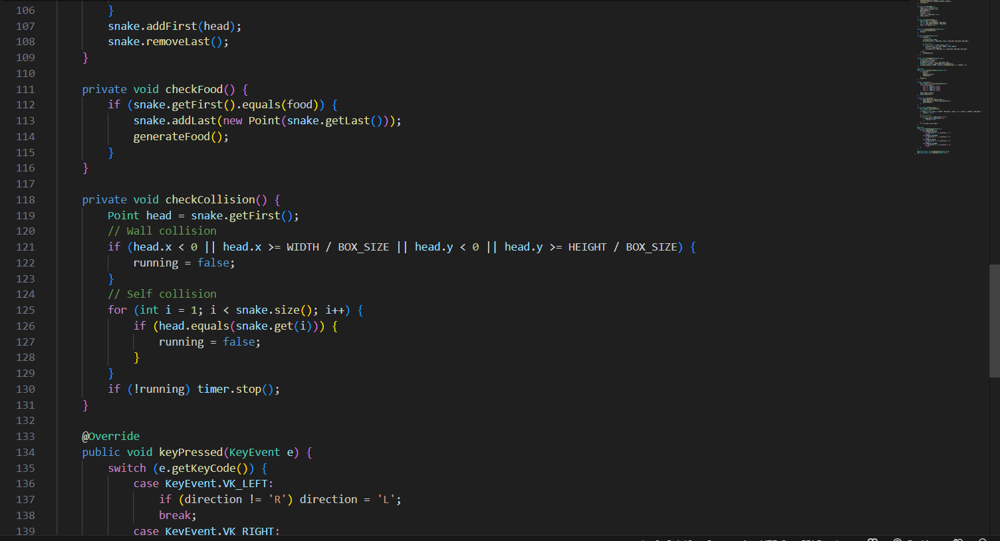 106 }
107 snake.addFirst(head);
108 snake.removeLast();
109 }
110
111 private void checkFood() {
112 if (snake.getFirst().equals(food)) {
113 snake.addLast(new Point(snake.getLast()));
114 generateFood();
115 }
116 }
117
118 private void checkCollision() {
119 Point head = snake.getFirst();
120 // Wall collision
121 if (head.x < 0 || head.x >= WIDTH / BOX_SIZE || head.y < 0 || head.y >= HEIGHT / BOX_SIZE) {
122 running = false;
123 }
124 // Self collision
125 for (int i = 1; i < snake.size(); i++) {
126 if (head.equals(snake.get(i))) {
127 running = false;
128 }
129 }
130 if (!running) timer.stop();
131 }
132
133 @Override
134 public void keyPressed(KeyEvent e) {
135 switch (e.getKeyCode()) {
136 case KeyEvent.VK_LEFT:
137 if (direction != 'R') direction = 'L';
138 break;
139 case KeyEvent.VK_RIGHT: